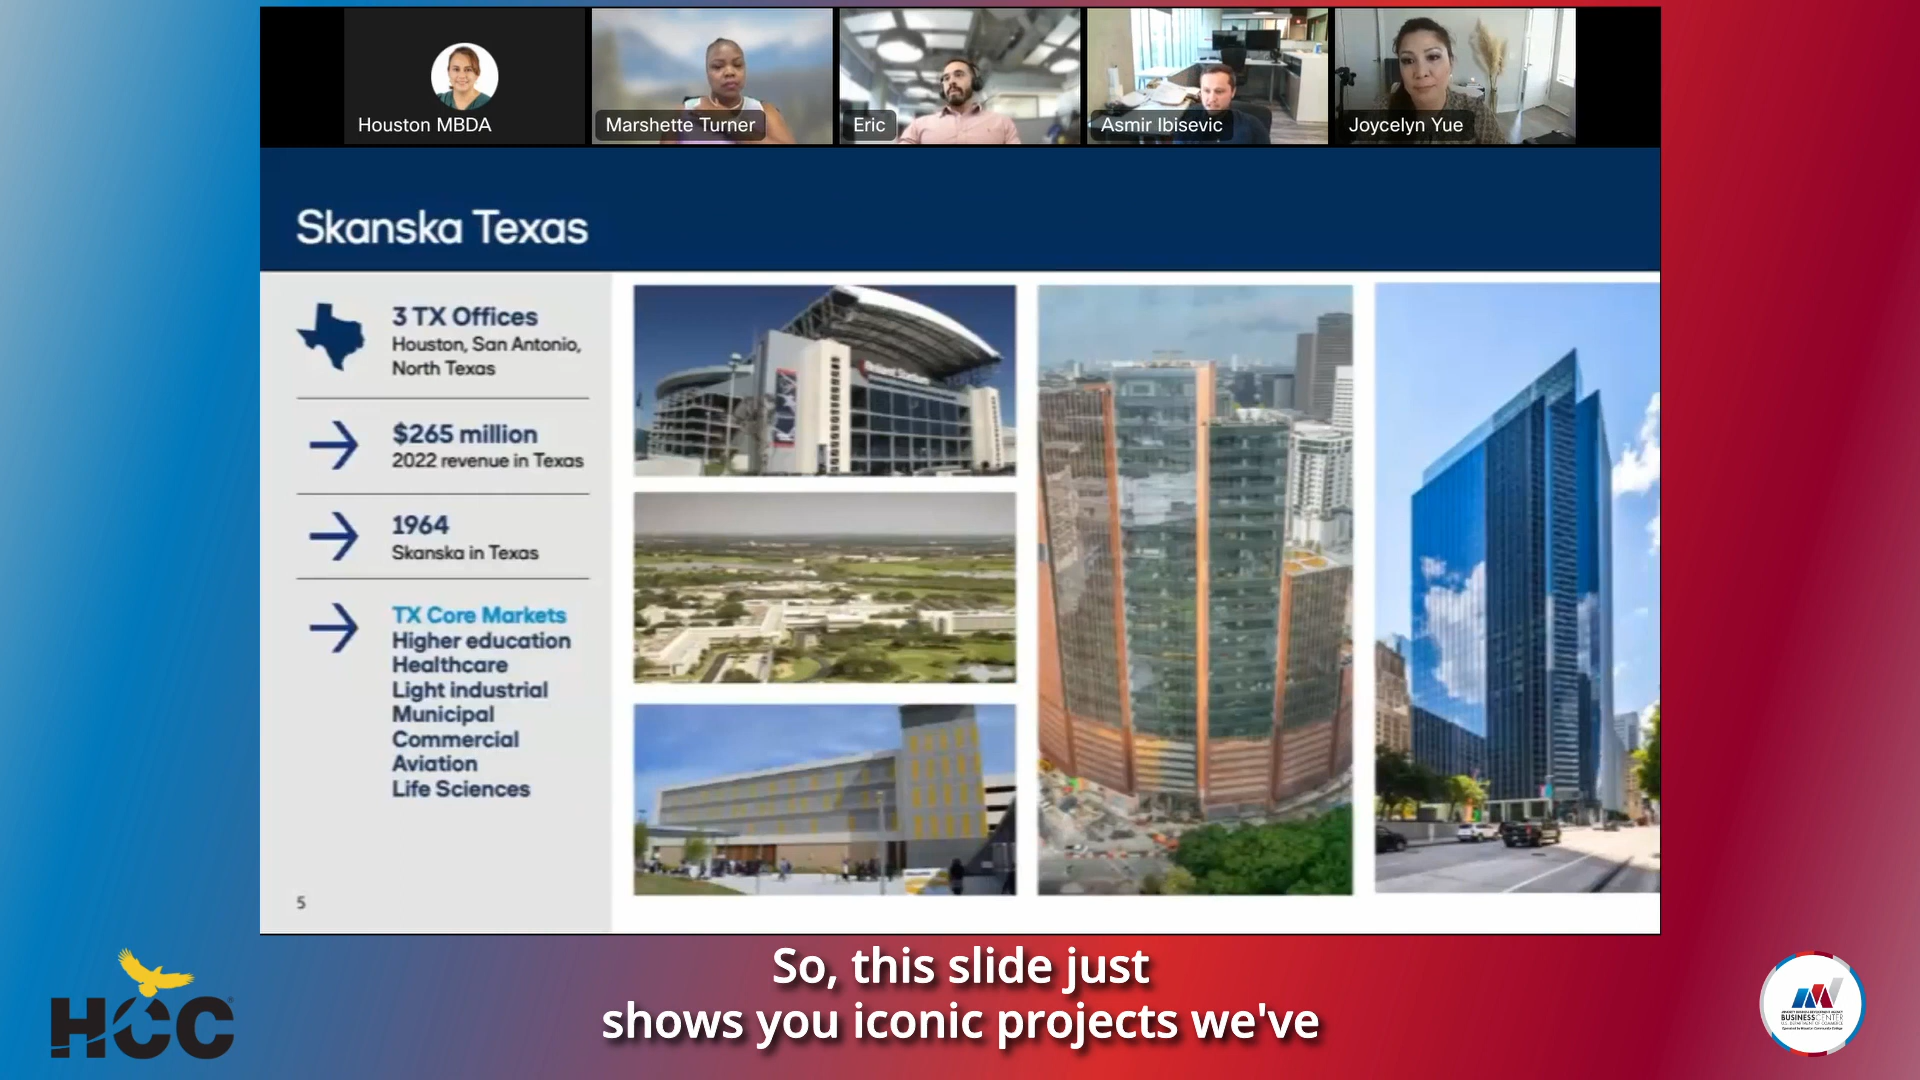 Houston MBDA
Marshette Turner
Eric
Asmir Ibisevic
Joycelyn Yue
Skanska Texas
3 TX Offices
Houston, San Antonio,
North Texas
$265 million
2022 revenue in Texas
1964
Skanska in Texas
TX Core Markets
Higher education
Healthcare
Light industrial
Municipal
Commercial
Aviation
Life Sciences
5
So, this slide just
shows you iconic projects we've
HCC
BUSINESS CENTER